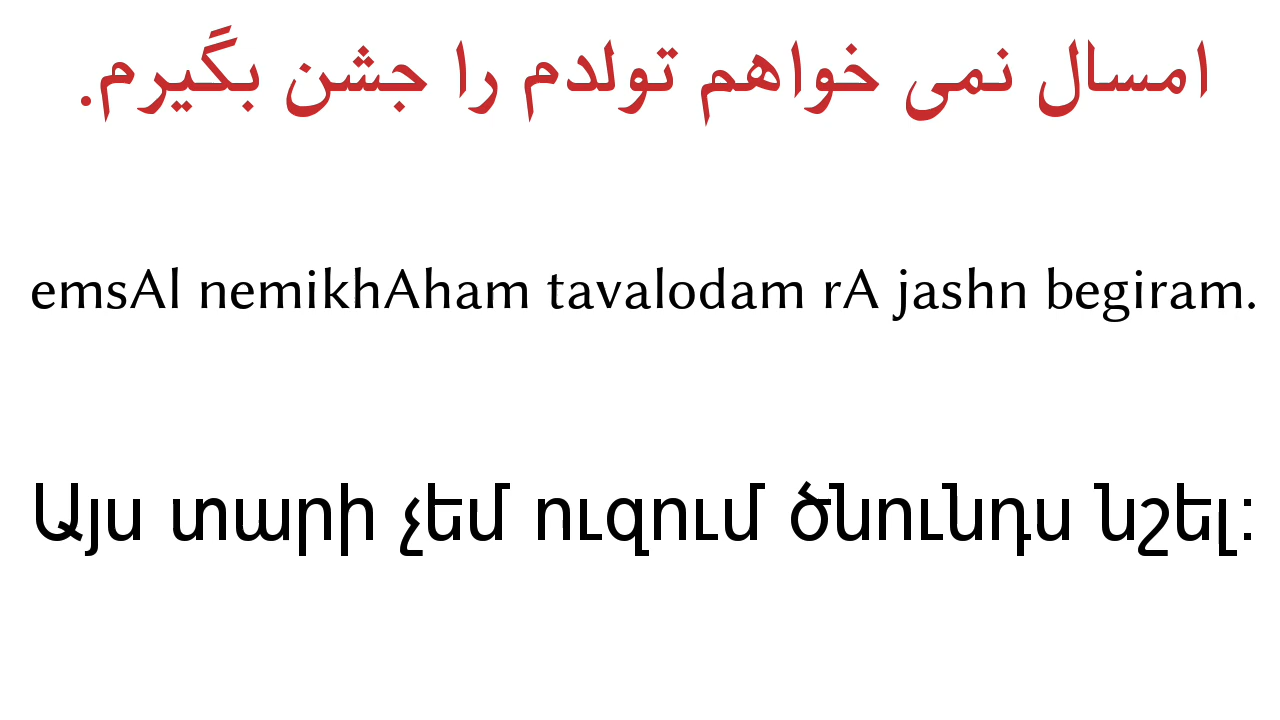 امسال نمی خواهم تولدم را جشن بگیرم.
emsAl nemikhAham tavalodam rA jashn begiram.
Այս տարի չեմ ուզում ծնունդս նշել: